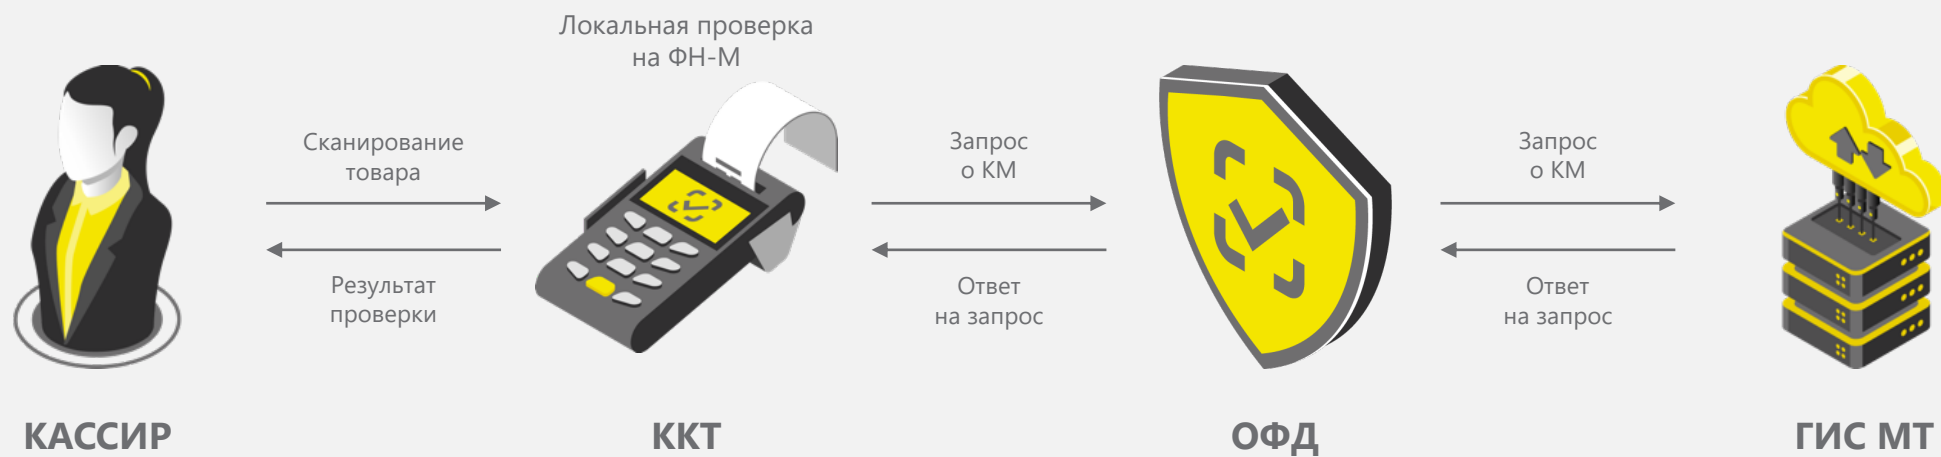 Локальная проверка
на ФН-М
Сканирование
товара
Результат
проверки
Запрос
о КМ
Ответ
на запрос
Запрос
о КМ
Ответ
на запрос
КАССИР
ККТ
ОФД
ГИС МТ